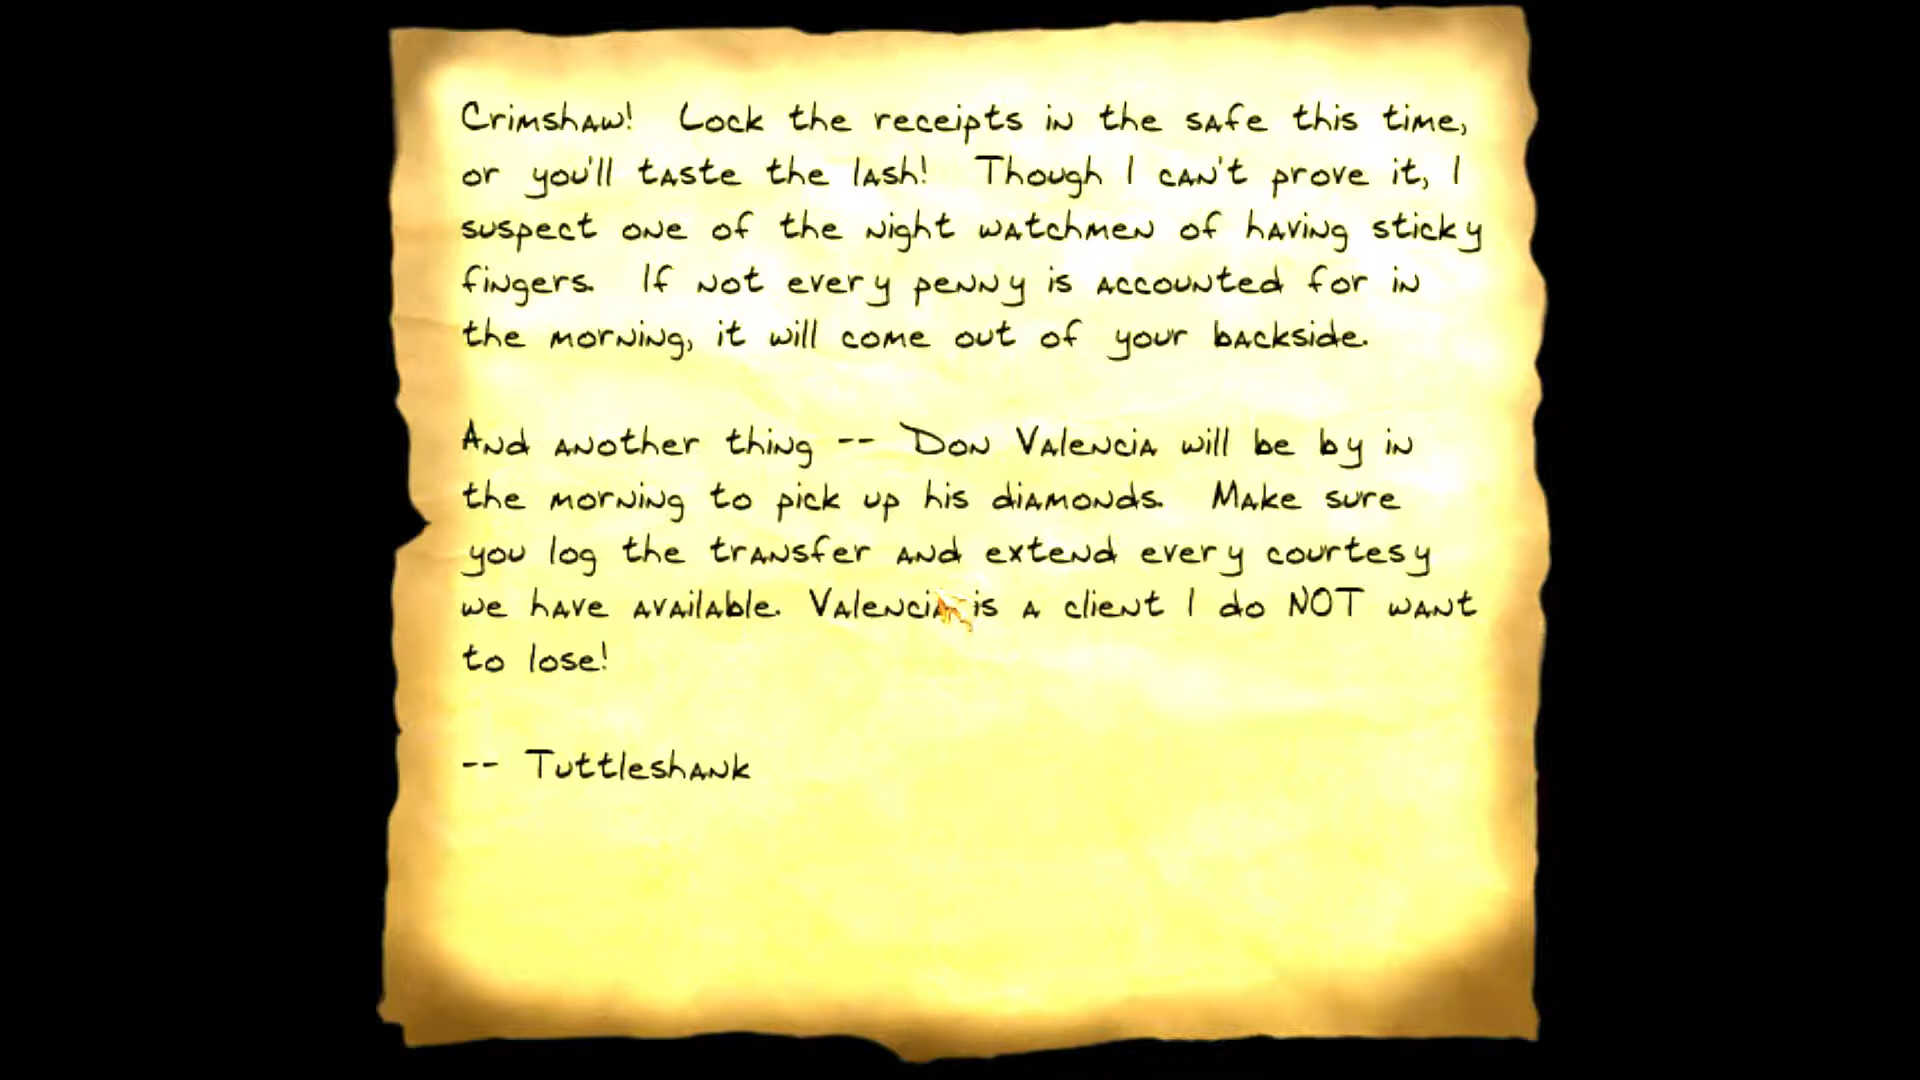 Crimshaw! Lock the receipts in the safe this time,
or you'll taste the lash! Though I can't prove it, I
suspect one of the night watchmen of having sticky
fingers. If not every penny is accounted for in
the morning, it will come out of your backside.
And another thing -- Don Valencia will be by in
the morning to pick up his diamonds. Make sure
you log the transfer and extend every courtesy
we have available. Valencia is a client I do NOT want
to lose!
-- Tuttleshank